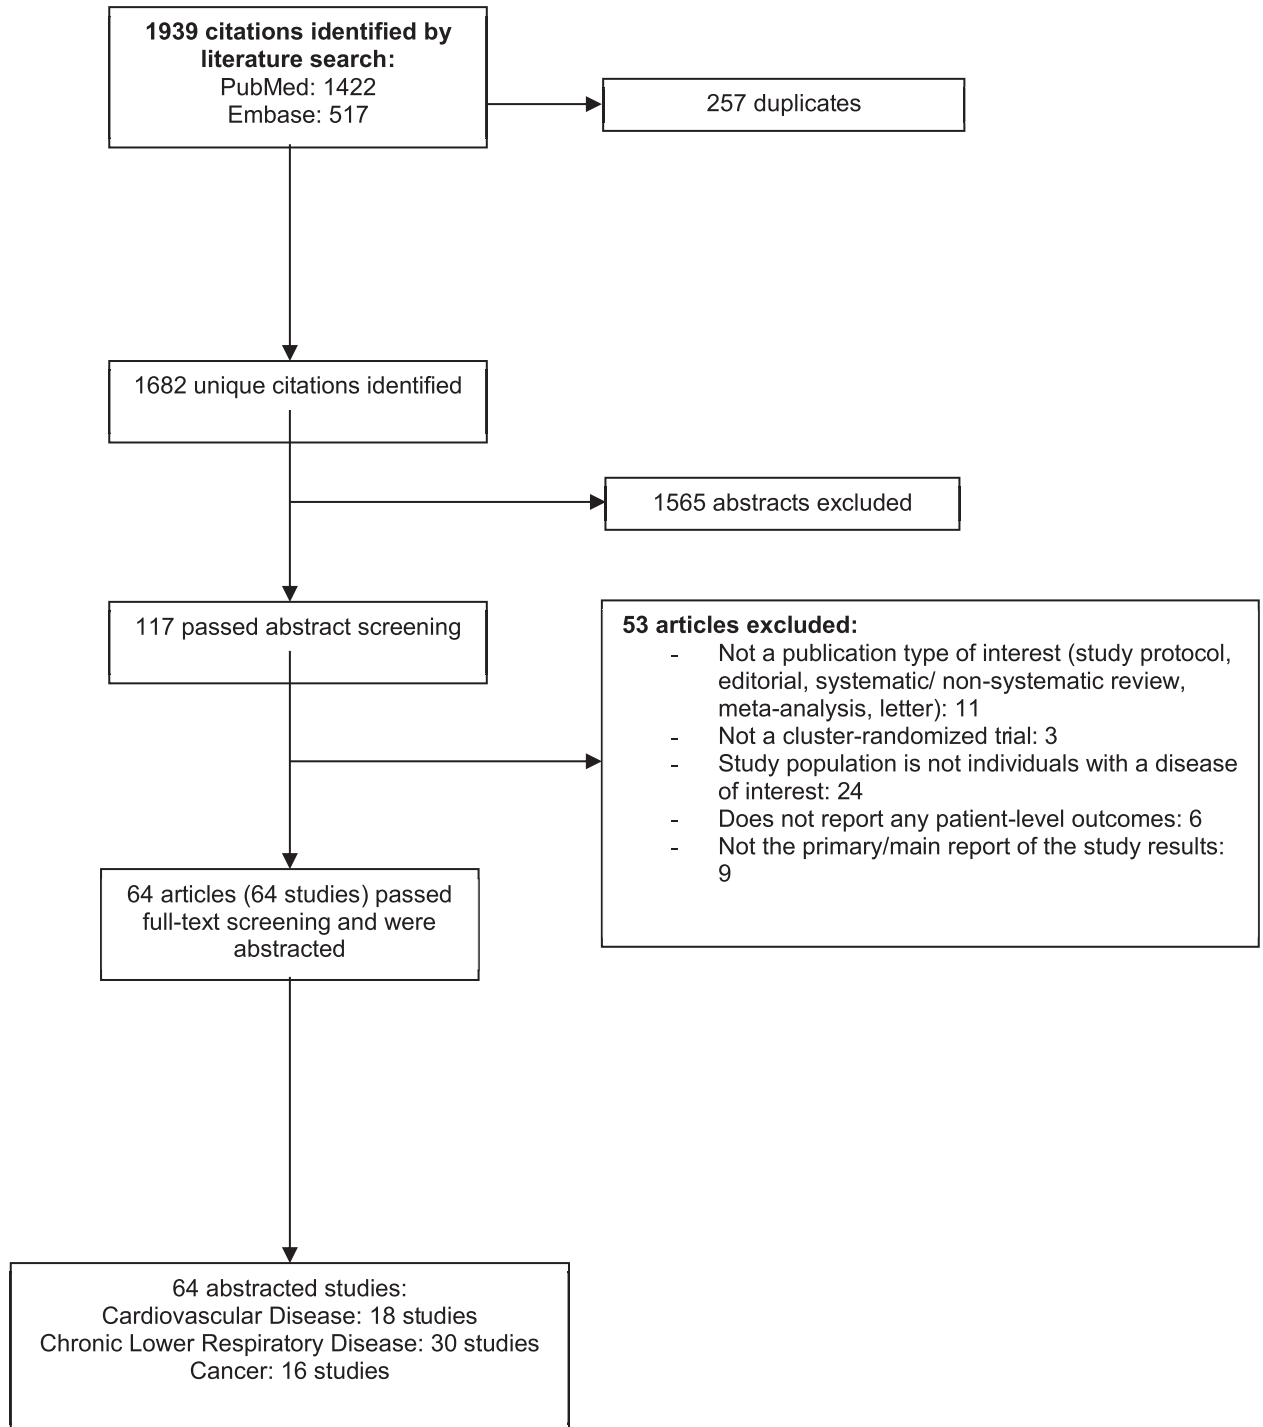 1939 citations identified by
literature search:
PubMed: 1422
Embase: 517
257 duplicates
1682 unique citations identified
1565 abstracts excluded
117 passed abstract screening
53 articles excluded:
- Not a publication type of interest (study protocol,
editorial, systematic/ non-systematic review,
meta-analysis, letter): 11
- Not a cluster-randomized trial: 3
- Study population is not individuals with a disease
of interest: 24
- Does not report any patient-level outcomes: 6
- Not the primary/main report of the study results:
9
64 articles (64 studies) passed
full-text screening and were
abstracted
64 abstracted studies:
Cardiovascular Disease: 18 studies
Chronic Lower Respiratory Disease: 30 studies
Cancer: 16 studies